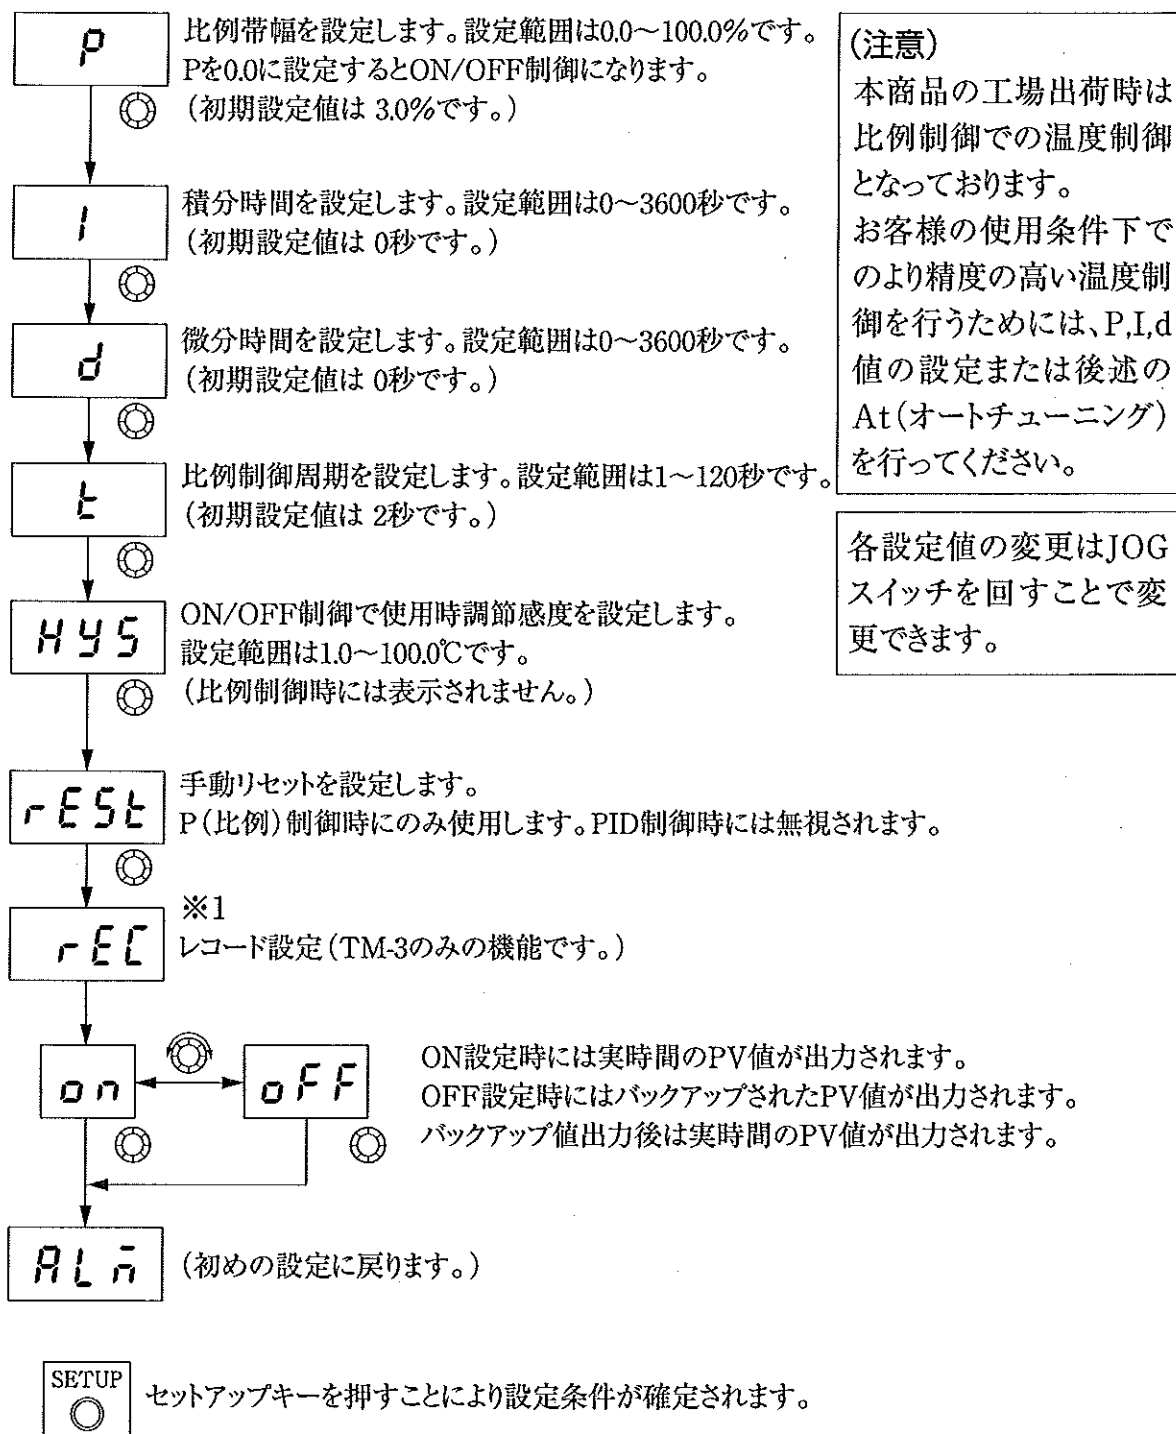 P
比例帯幅を設定します。設定範囲は0.0～100.0%です。
Pを0.0に設定するとON/OFF制御になります。
(初期設定値は 3.0%です。)
I
積分時間を設定します。設定範囲は0～3600秒です。
(初期設定値は 0秒です。)
d
微分時間を設定します。設定範囲は0～3600秒です。
(初期設定値は 0秒です。)
t
比例制御周期を設定します。設定範囲は1～120秒です。
(初期設定値は 2秒です。)
HYS
ON/OFF制御で使用時調節感度を設定します。
設定範囲は1.0～100.0℃です。
(比例制御時には表示されません。)
rESt
手動リセットを設定します。
P(比例)制御時にのみ使用します。PID制御時には無視されます。
rEC
※1
レコード設定(TM-3のみの機能です。)
on
oFF
ON設定時には実時間のPV値が出力されます。
OFF設定時にはバックアップされたPV値が出力されます。
バックアップ値出力後は実時間のPV値が出力されます。
ALm
(初めの設定に戻ります。)
SETUP
セットアップキーを押すことにより設定条件が確定されます。
(注意)
本商品の工場出荷時は
比例制御での温度制御
となっております。
お客様の使用条件下で
のより精度の高い温度制
御を行うためには、P,I,d
値の設定または後述の
At(オートチューニング)
を行ってください。
各設定値の変更はJOG
スイッチを回すことで変
更できます。